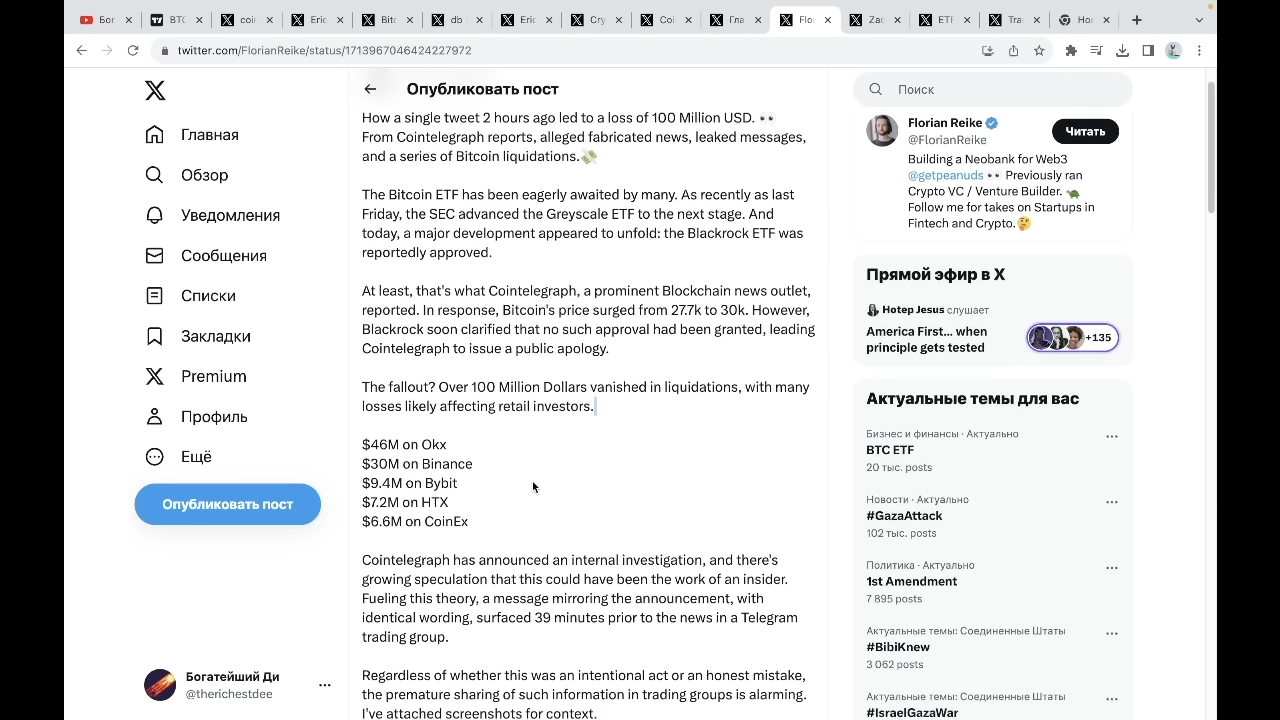 Бог
BTC
coin
Eric
Bitc
db
Eric
Cry
Coi
Гла
Flo
Zac
ETF
Tra
Ho
twitter.com/FlorianReike/status/1713967046424227972
Главная
Обзор
Уведомления
Сообщения
Списки
Закладки
Premium
Профиль
Ещё
Опубликовать пост
Богатейший Ди
@therichestdee
Опубликовать пост
How a single tweet 2 hours ago led to a loss of 100 Million USD. 👀
From Cointelegraph reports, alleged fabricated news, leaked messages,
and a series of Bitcoin liquidations.💸
The Bitcoin ETF has been eagerly awaited by many. As recently as last
Friday, the SEC advanced the Greyscale ETF to the next stage. And
today, a major development appeared to unfold: the Blackrock ETF was
reportedly approved.
At least, that's what Cointelegraph, a prominent Blockchain news outlet,
reported. In response, Bitcoin's price surged from 27.7k to 30k. However,
Blackrock soon clarified that no such approval had been granted, leading
Cointelegraph to issue a public apology.
The fallout? Over 100 Million Dollars vanished in liquidations, with many
losses likely affecting retail investors.
$46M on Okx
$30M on Binance
$9.4M on Bybit
$7.2M on HTX
$6.6M on CoinEx
Cointelegraph has announced an internal investigation, and there's
growing speculation that this could have been the work of an insider.
Fueling this theory, a message mirroring the announcement, with
identical wording, surfaced 39 minutes prior to the news in a Telegram
trading group.
Regardless of whether this was an intentional act or an honest mistake,
the premature sharing of such information in trading groups is alarming.
I've attached screenshots for context.
Поиск
Florian Reike
@FlorianReike
Читать
Building a Neobank for Web3
@getpeanuds 👀 Previously ran
Crypto VC / Venture Builder. 🐢
Follow me for takes on Startups in
Fintech and Crypto.🤔
Прямой эфир в X
Hotep Jesus слушает
America First... when
principle gets tested
+135
Актуальные темы для вас
Бизнес и финансы · Актуально
BTC ETF
20 тыс. posts
Новости · Актуально
#GazaAttack
102 тыс. posts
Политика · Актуально
1st Amendment
7 895 posts
Актуальные темы: Соединенные Штаты
#BibiKnew
3 062 posts
Актуальные темы: Соединенные Штаты
#IsraelGazaWar